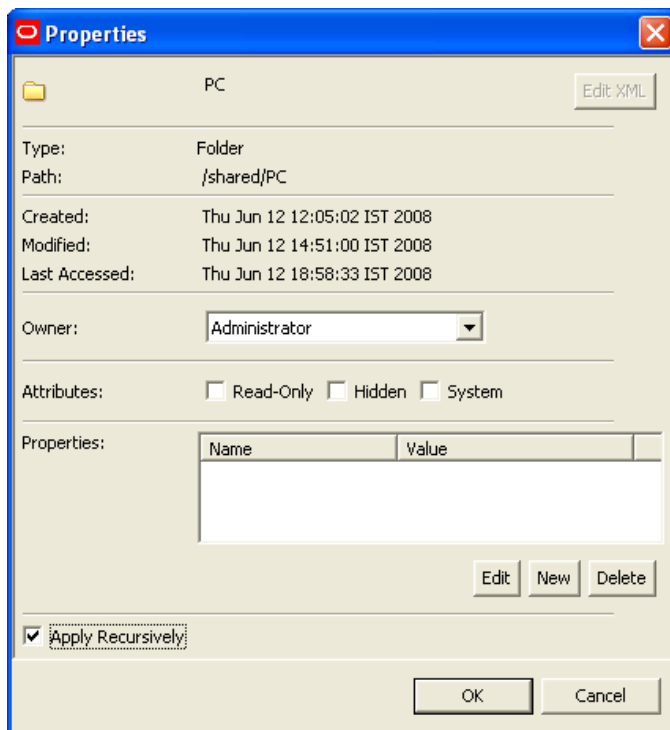 Properties
PC
Edit XML
Type: Folder
Path: /shared/PC
Created: Thu Jun 12 12:05:02 IST 2008
Modified: Thu Jun 12 14:51:00 IST 2008
Last Accessed: Thu Jun 12 18:58:33 IST 2008
Owner: Administrator
Attributes: Read-Only Hidden System
Properties: Name Value
Edit New Delete
Apply Recursively
OK Cancel